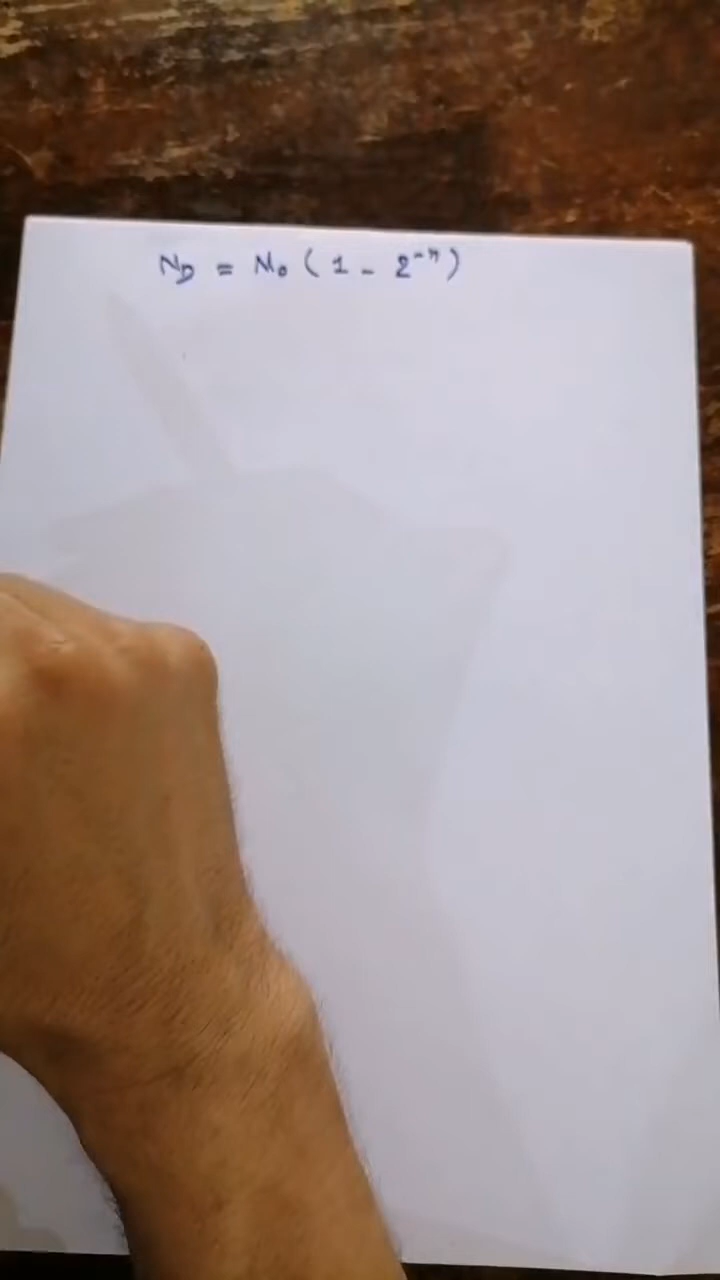 N_D = N_0 ( 1 - 2^{-n} )